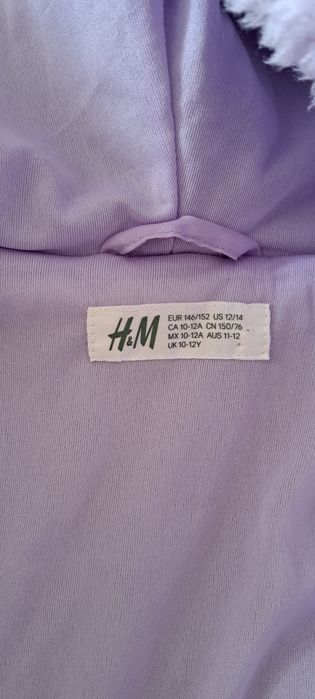 H&M
EUR 146/152 US 12/14
CA 10-12A CN 150/76
MX 10-12A AUS 11-12
UK 10-12Y